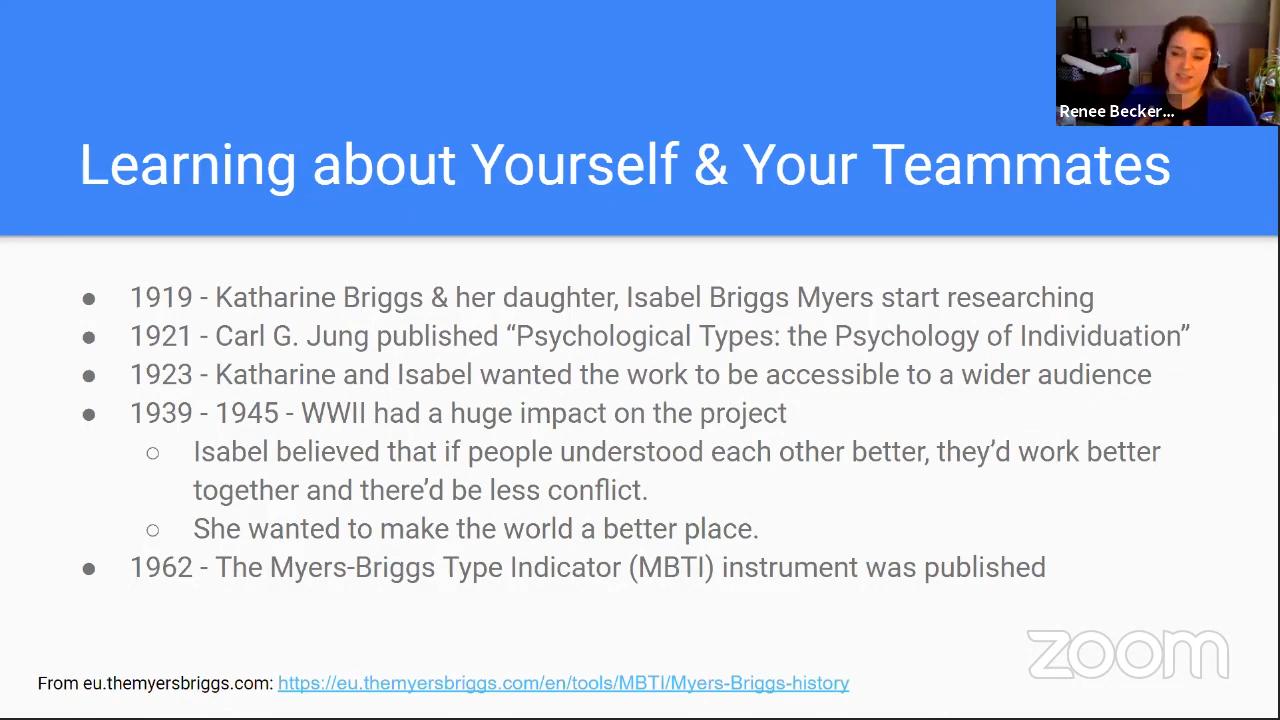 Renee Becker...
Learning about Yourself & Your Teammates
● 1919 - Katharine Briggs & her daughter, Isabel Briggs Myers start researching
● 1921 - Carl G. Jung published “Psychological Types: the Psychology of Individuation”
● 1923 - Katharine and Isabel wanted the work to be accessible to a wider audience
● 1939 - 1945 - WWII had a huge impact on the project
○ Isabel believed that if people understood each other better, they’d work better
together and there’d be less conflict.
○ She wanted to make the world a better place.
● 1962 - The Myers-Briggs Type Indicator (MBTI) instrument was published
zoom
From eu.themyersbriggs.com: https://eu.themyersbriggs.com/en/tools/MBTI/Myers-Briggs-history